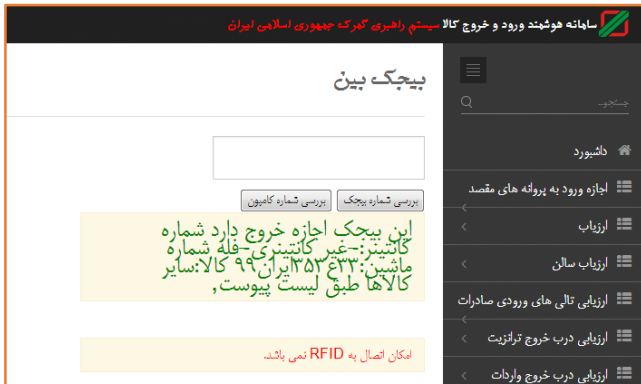 سامانه هوشمند ورود و خروج کالا سیستم راهبری گمرک جمهوری اسلامی ایران
بیجک بین
جستجو...
داشبورد
اجازه ورود به پروانه های مقصد
ارزیاب
ارزیاب سالن
ارزیابی تالی های ورودی صادرات
ارزیابی درب خروج ترانزیت
ارزیابی درب خروج واردات
بررسی شماره بیجک
بررسی شماره کامیون
این بیجک اجازه خروج دارد شماره
کانتینر:-غیر کانتینری-فله شماره
ماشین:۳۳ع۳۵۳ایران۹۹ کالا:سایر
کالاها طبق لیست پیوست,
امکان اتصال به RFID نمی باشد.